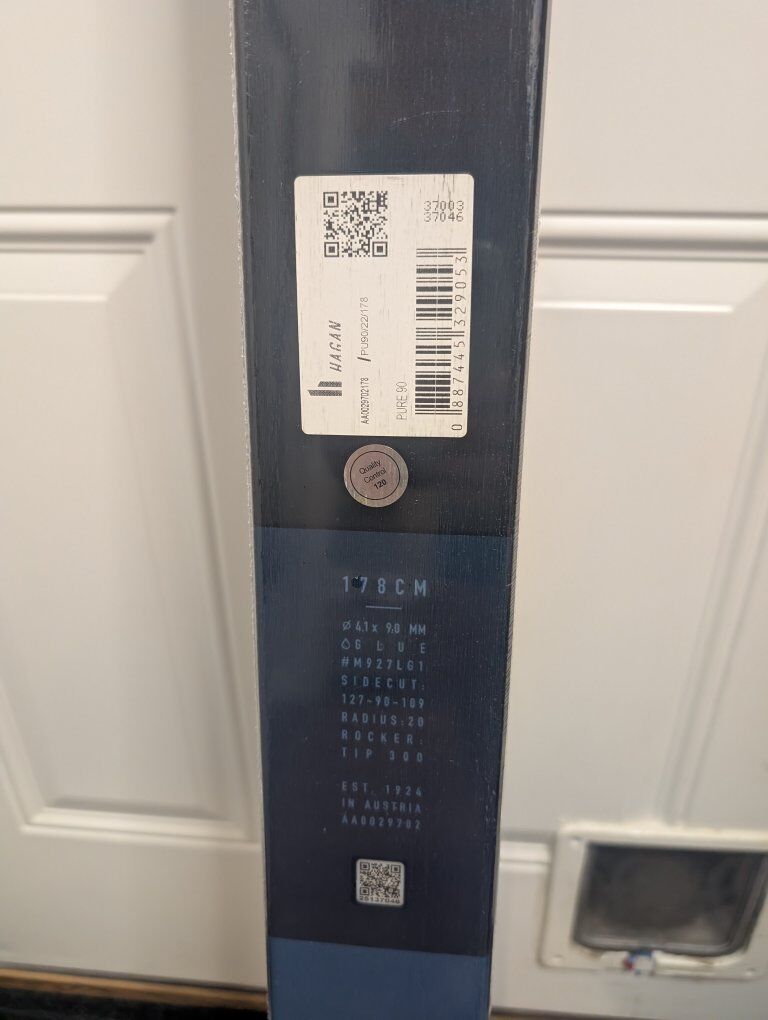 37003
37046
HAGAN
PU90/22/178
AA0029702178
PURE 90
0 887445 329053
Quality
Control
120
178CM
Ø 4.1 x 9.0 MM
GLUE
#M927LG1
SIDECUT:
127-90-109
RADIUS:20
ROCKER:
TIP 300
EST. 1924
IN AUSTRIA
AA0029702
25137046